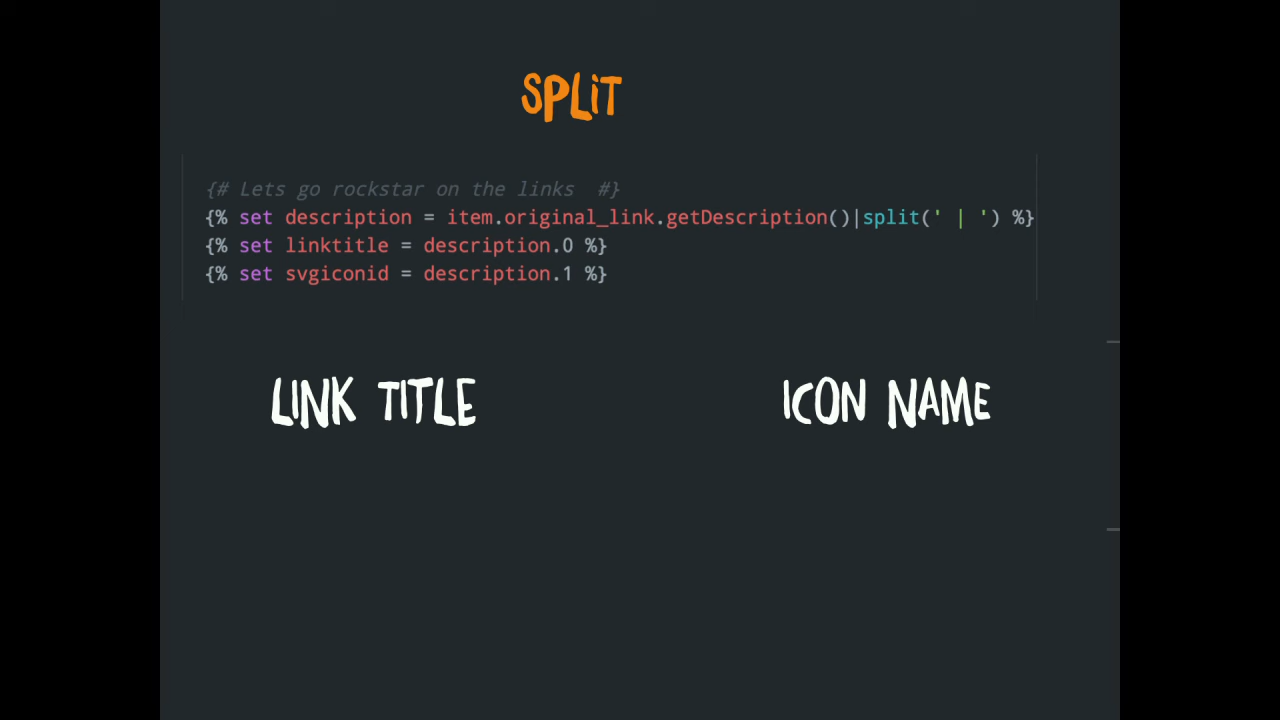 SPLIT
{# Lets go rockstar on the links  #}
{% set description = item.original_link.getDescription()|split(' | ') %}
{% set linktitle = description.0 %}
{% set svgiconid = description.1 %}
LINK TITLE
ICON NAME